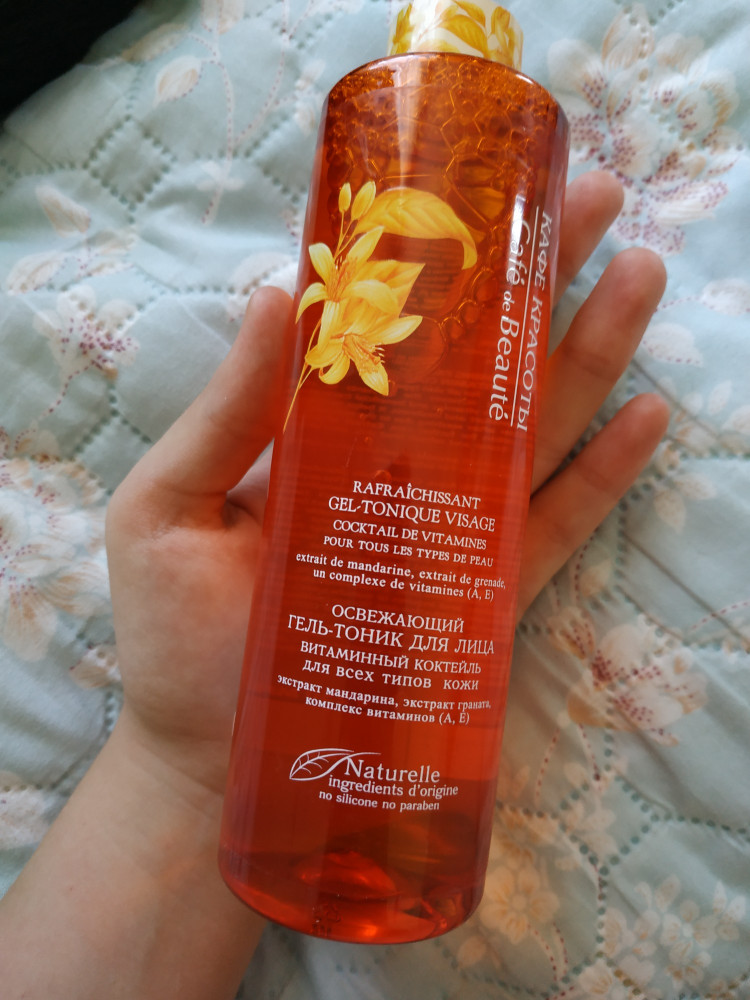 КАФЕ КРАСОТЫ
Café de Beauté
RAFRAÎCHISSANT
GEL-TONIQUE VISAGE
COCKTAIL DE VITAMINES
POUR TOUS LES TYPES DE PEAU
extrait de mandarine, extrait de grenade,
un complexe de vitamines (A, E)
ОСВЕЖАЮЩИЙ
ГЕЛЬ-ТОНИК ДЛЯ ЛИЦА
ВИТАМИННЫЙ КОКТЕЙЛЬ
ДЛЯ ВСЕХ ТИПОВ КОЖИ
экстракт мандарина, экстракт граната,
комплекс витаминов (А, Е)
Naturelle
ingredients d'origine
no silicone no paraben